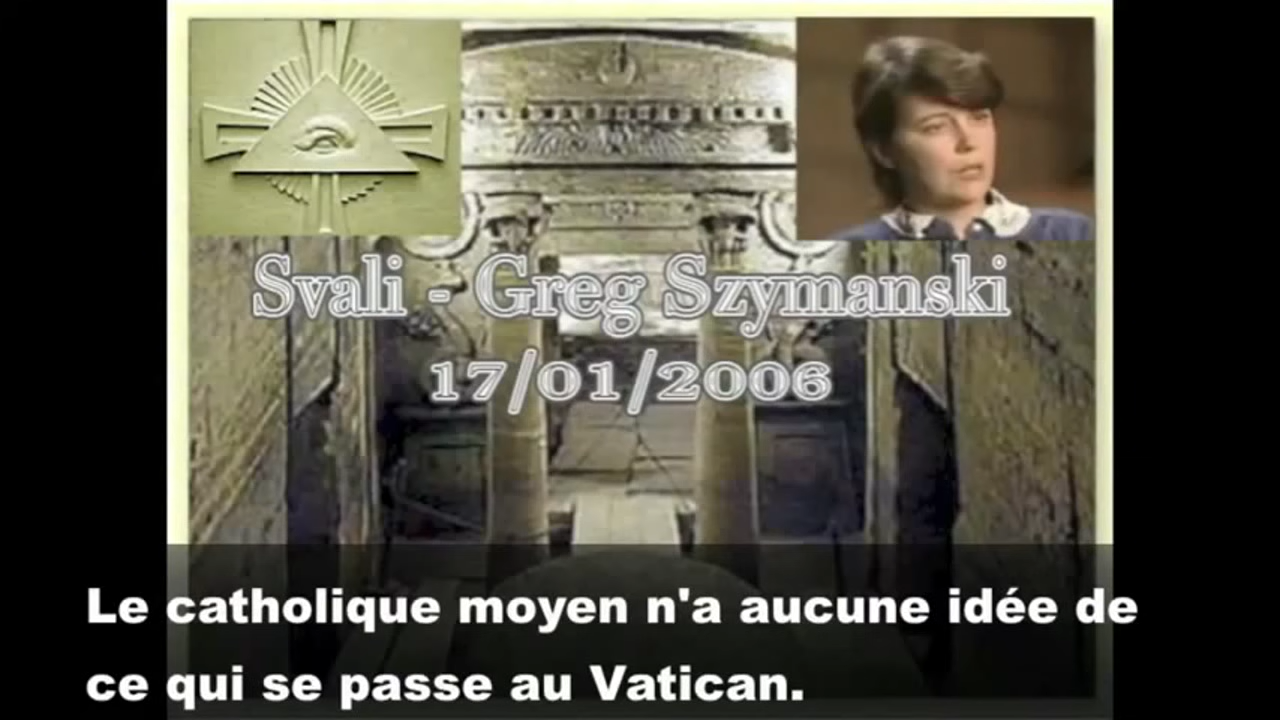 Svali - Greg Szymanski
17/01/2006
Le catholique moyen n'a aucune idée de
ce qui se passe au Vatican.